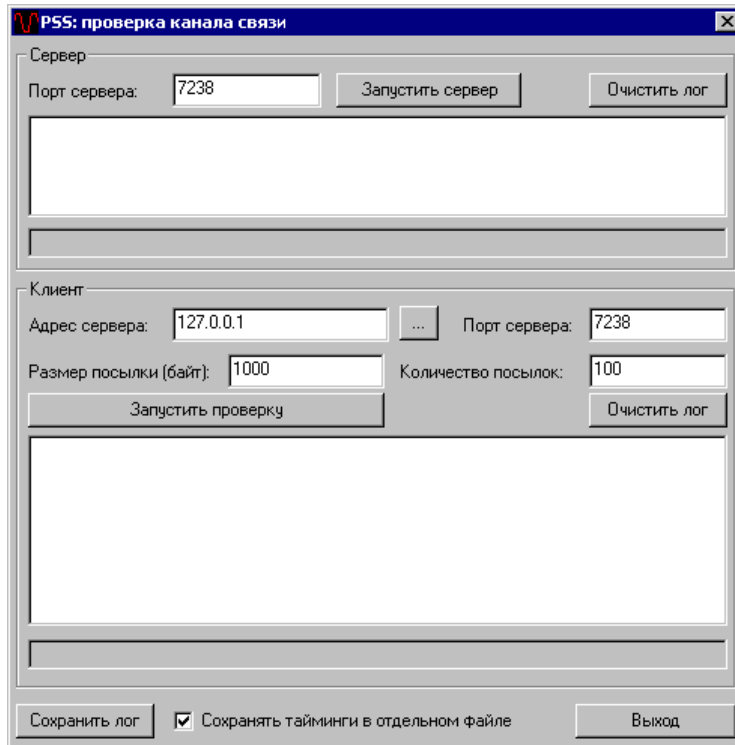 PSS: проверка канала связи
Сервер
Порт сервера: 7238 Запустить сервер Очистить лог
Клиент
Адрес сервера: 127.0.0.1 ... Порт сервера: 7238
Размер посылки (байт): 1000 Количество посылок: 100
Запустить проверку Очистить лог
Сохранить лог Сохранять тайминги в отдельном файле Выход